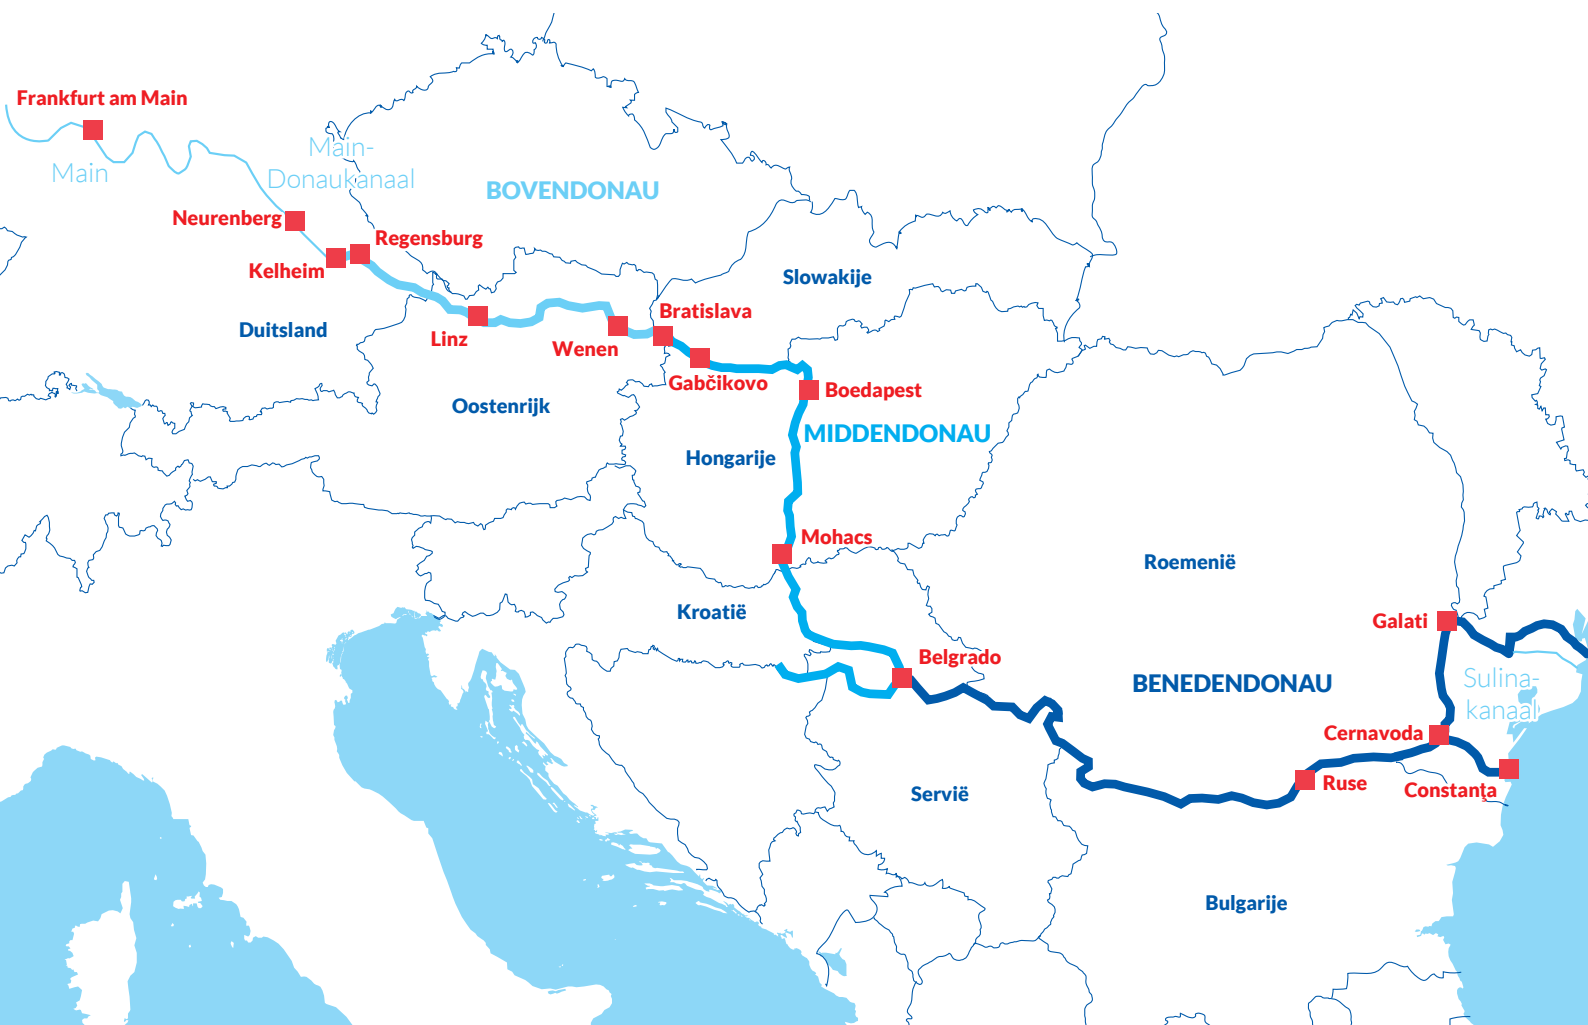 Frankfurt am Main
Main
Main-
Donaukanaal
BOVENDONAU
Neurenberg
Regensburg
Kelheim
Slowakije
Duitsland
Linz
Wenen
Bratislava
Gabčikovo
Boedapest
Oostenrijk
MIDDENDONAU
Hongarije
Mohacs
Roemenië
Kroatië
Galati
Belgrado
BENEDENDONAU
Sulina-
kanaal
Cernavoda
Ruse
Constanţa
Servië
Bulgarije